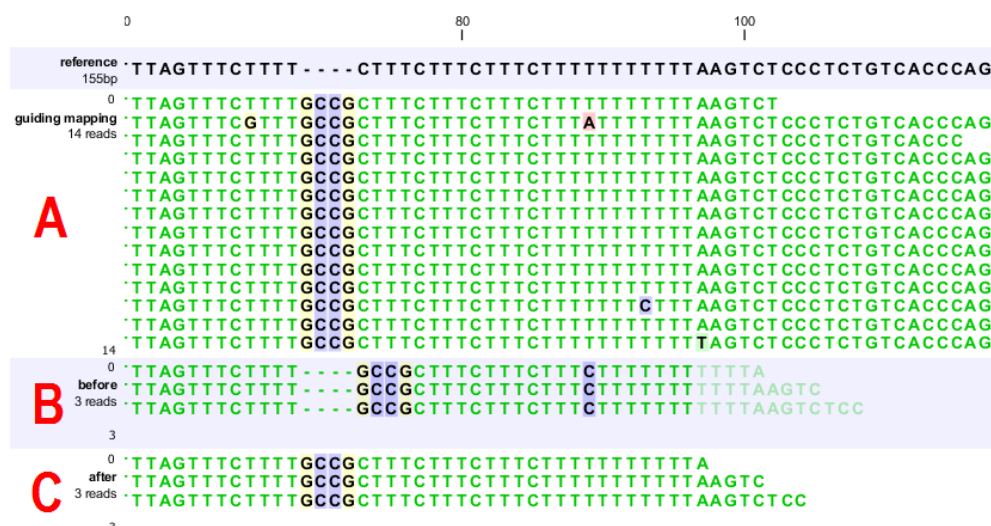 0 80 100
reference TTAGTTTCTTTT----CTTTCTTTCTTTCTTTTTTTTTTTAAGTCTCCCTCTGTCACCCAG
155bp
0 TTAGTTTCTTTTGCCGCTTTCTTTCTTTCTTTTTTTTTTTAAGTCT
guiding mapping TTAGTTTCGTTTGCCGCTTTCTTTCTTTCTTTATTTTTTTAAGTCTCCCTCTGTCACCCAG
14 reads TTAGTTTCTTTTGCCGCTTTCTTTCTTTCTTTTTTTTTTTAAGTCTCCCTCTGTCACCC
TTAGTTTCTTTTGCCGCTTTCTTTCTTTCTTTTTTTTTTTAAGTCTCCCTCTGTCACCCAG
TTAGTTTCTTTTGCCGCTTTCTTTCTTTCTTTTTTTTTTTAAGTCTCCCTCTGTCACCCAG
TTAGTTTCTTTTGCCGCTTTCTTTCTTTCTTTTTTTTTTTAAGTCTCCCTCTGTCACCCAG
A TTAGTTTCTTTTGCCGCTTTCTTTCTTTCTTTTTTTTTTTAAGTCTCCCTCTGTCACCCAG
TTAGTTTCTTTTGCCGCTTTCTTTCTTTCTTTTTTTTTTTAAGTCTCCCTCTGTCACCCAG
TTAGTTTCTTTTGCCGCTTTCTTTCTTTCTTTTTTTTTTTAAGTCTCCCTCTGTCACCCAG
TTAGTTTCTTTTGCCGCTTTCTTTCTTTCTTTTTTTTTTTAAGTCTCCCTCTGTCACCCAG
TTAGTTTCTTTTGCCGCTTTCTTTCTTTCTTTTTTTTTTTAAGTCTCCCTCTGTCACCCAG
TTAGTTTCTTTTGCCGCTTTCTTTCTTTCTTTTTTTCTTTAAGTCTCCCTCTGTCACCCAG
TTAGTTTCTTTTGCCGCTTTCTTTCTTTCTTTTTTTTTTTAAGTCTCCCTCTGTCACCCAG
14 TTAGTTTCTTTTGCCGCTTTCTTTCTTTCTTTTTTTTTTTTAGTCTCCCTCTGTCACCCAG
0 TTAGTTTCTTTT----GCCGCTTTCTTTCTTTCTTTTTTTTTTTA
before TTAGTTTCTTTT----GCCGCTTTCTTTCTTTCTTTTTTTTTTTAAGTC
B 3 reads TTAGTTTCTTTT----GCCGCTTTCTTTCTTTCTTTTTTTTTTTAAGTCTCC
3
0 TTAGTTTCTTTTGCCGCTTTCTTTCTTTCTTTTTTTTTTTA
after TTAGTTTCTTTTGCCGCTTTCTTTCTTTCTTTTTTTTTTTAAGTC
C 3 reads TTAGTTTCTTTTGCCGCTTTCTTTCTTTCTTTTTTTTTTTAAGTCTCC